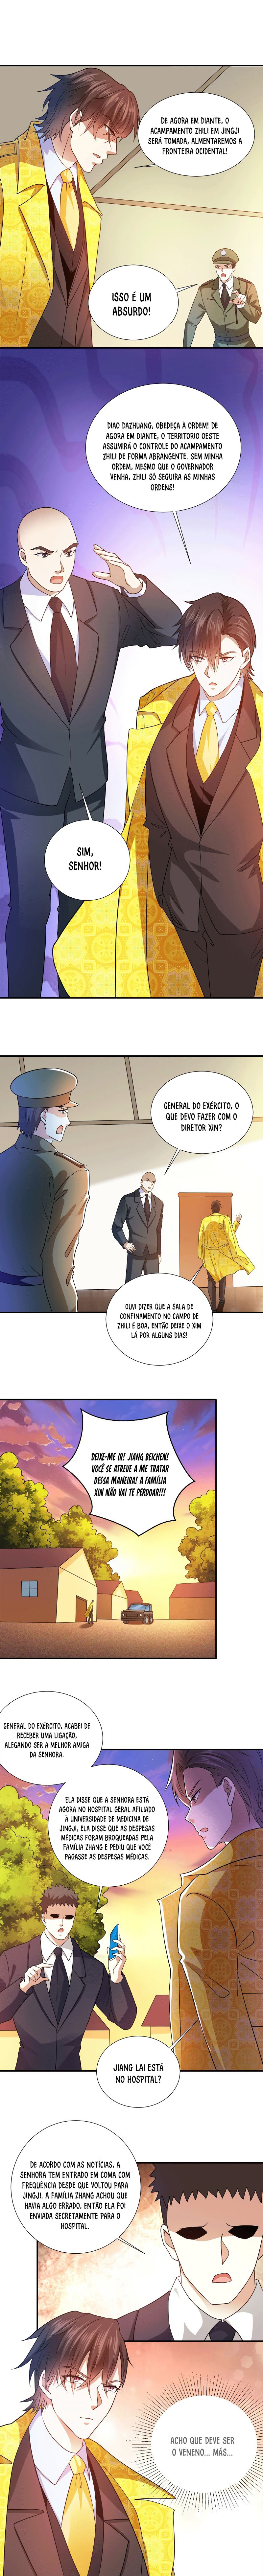 DE AGORA EM DIANTE, O
ACAMPAMENTO ZHILI EM JINGJI
SERÁ TOMADA, ALMENTAREMOS A
FRONTEIRA OCIDENTAL!
ISSO É UM
ABSURDO!
DIAO DAZHUANG, OBEDEÇA À ORDEM! DE
AGORA EM DIANTE, O TERRITORIO OESTE
ASSUMIRÁ O CONTROLE DO ACAMPAMENTO
ZHILI DE FORMA ABRANGENTE. SEM MINHA
ORDEM, MESMO QUE O GOVERNADOR
VENHA, ZHILI SÓ SEGUIRA AS MINHAS
ORDENS!
SIM,
SENHOR!
GENERAL DO EXÉRCITO, O
QUE DEVO FAZER COM O
DIRETOR XIN?
OUVI DIZER QUE A SALA DE
CONFINAMENTO NO CAMPO DE
ZHILI É BOA, ENTÃO DEIXE O XIM
LÁ POR ALGUNS DIAS!
DEIXE-ME IR! JIANG BEICHEN!
VOCÊ SE ATREVE A ME TRATAR
DESSA MANEIRA! A FAMÍLIA
XIN NÃO VAI TE PERDOAR!!!
GENERAL DO EXÉRCITO, ACABEI DE
RECEBER UMA LIGAÇÃO,
ALEGANDO SER A MELHOR AMIGA
DA SENHORA.
ELA DISSE QUE A SENHORA ESTÁ
AGORA NO HOSPITAL GERAL AFILIADO
À UNIVERSIDADE DE MEDICINA DE
JINGJI, ELA DISSE QUE AS DESPESAS
MÉDICAS FORAM BROQUEADAS PELA
FAMÍLIA ZHANG E PEDIU QUE VOCÊ
PAGASSE AS DESPESAS MÉDICAS.
JIANG LAI ESTÁ
NO HOSPITAL?
DE ACORDO COM AS NOTÍCIAS, A
SENHORA TEM ENTRADO EM COMA COM
FREQUÊNCIA DESDE QUE VOLTOU PARA
JINGJI. A FAMÍLIA ZHANG ACHOU QUE
HAVIA ALGO ERRADO, ENTÃO ELA FOI
ENVIADA SECRETAMENTE PARA O
HOSPITAL.
ACHO QUE DEVE SER
O VENENO... MÁS...